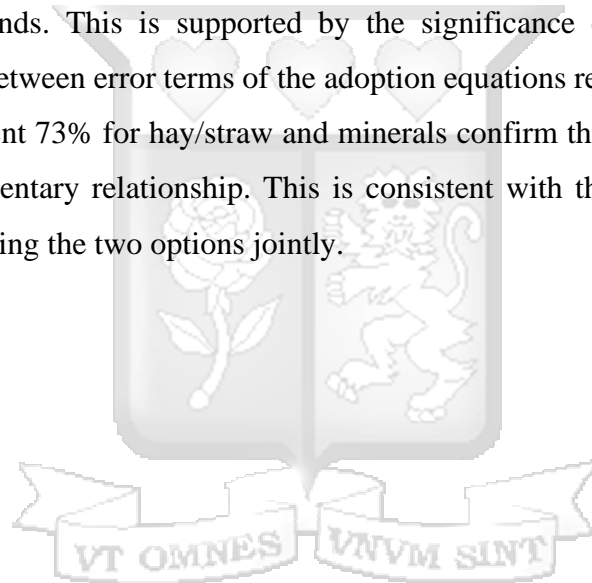 nds. This is supported by the significance
etween error terms of the adoption equations re
ent 73% for hay/straw and minerals confirm th
entary relationship. This is consistent with th
ing the two options jointly.
VT OMNES VNVM SINT